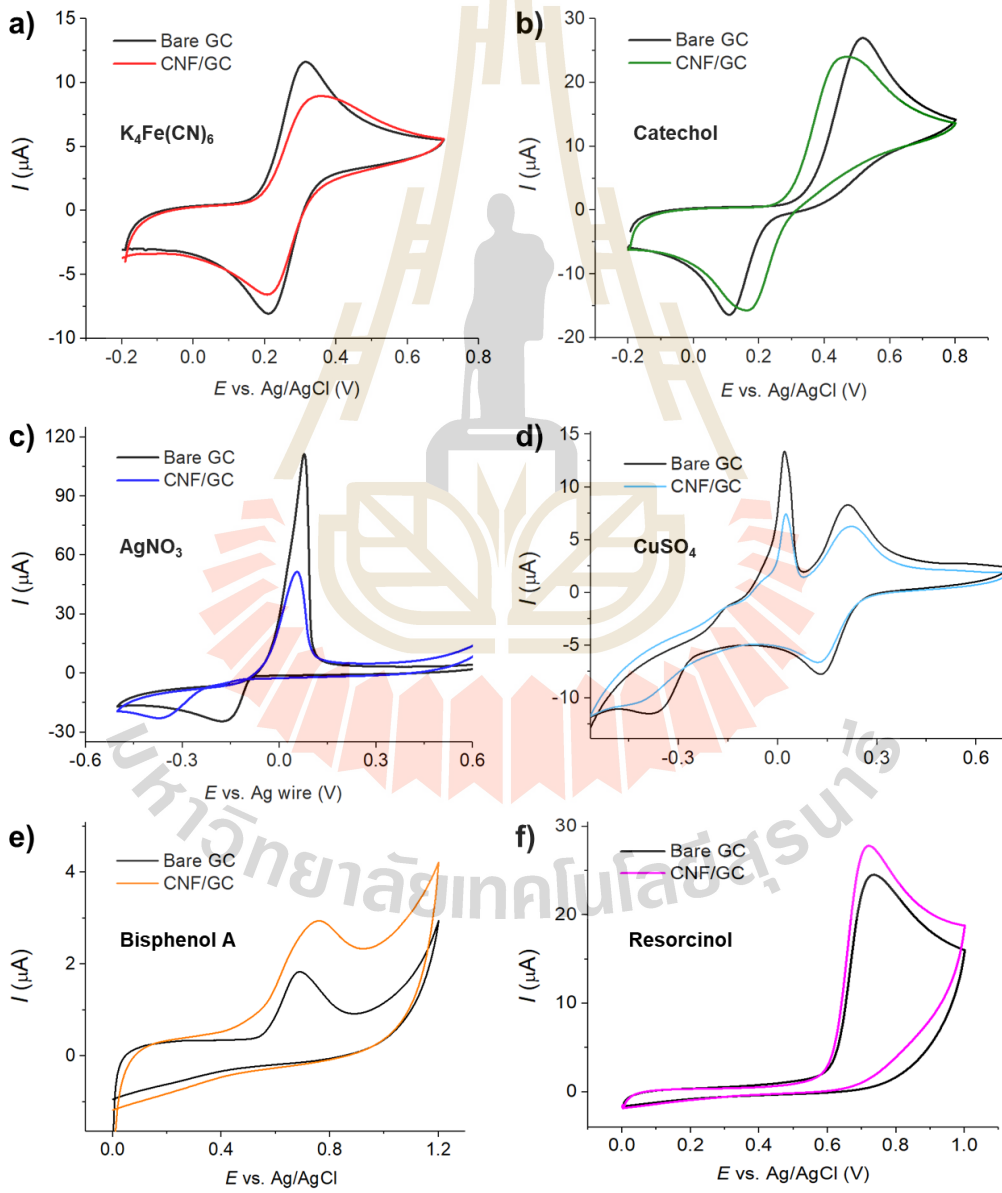 a)
Bare GC
CNF/GC
K₄Fe(CN)₆
I (μA)
15
10
5
0
-5
-10
-0.2
0.0
0.2
0.4
0.6
0.8
E vs. Ag/AgCl (V)
b)
Bare GC
CNF/GC
Catechol
I (μA)
30
20
10
0
-10
-20
-0.2
0.0
0.2
0.4
0.6
0.8
E vs. Ag/AgCl (V)
c)
Bare GC
CNF/GC
AgNO₃
I (μA)
120
90
60
30
0
-30
-0.6
-0.3
0.0
0.3
0.6
E vs. Ag wire (V)
d)
Bare GC
CNF/GC
CuSO₄
I (μA)
15
10
5
0
-5
-10
-0.3
0.0
0.3
0.6
มหาวิทยาลัยเทคโนโลยีสุรนารี
e)
Bare GC
CNF/GC
Bisphenol A
I (μA)
4
2
0
0.0
0.4
0.8
1.2
E vs. Ag/AgCl
f)
Bare GC
CNF/GC
Resorcinol
I (μA)
30
20
10
0
0.0
0.2
0.4
0.6
0.8
1.0
E vs. Ag/AgCl (V)